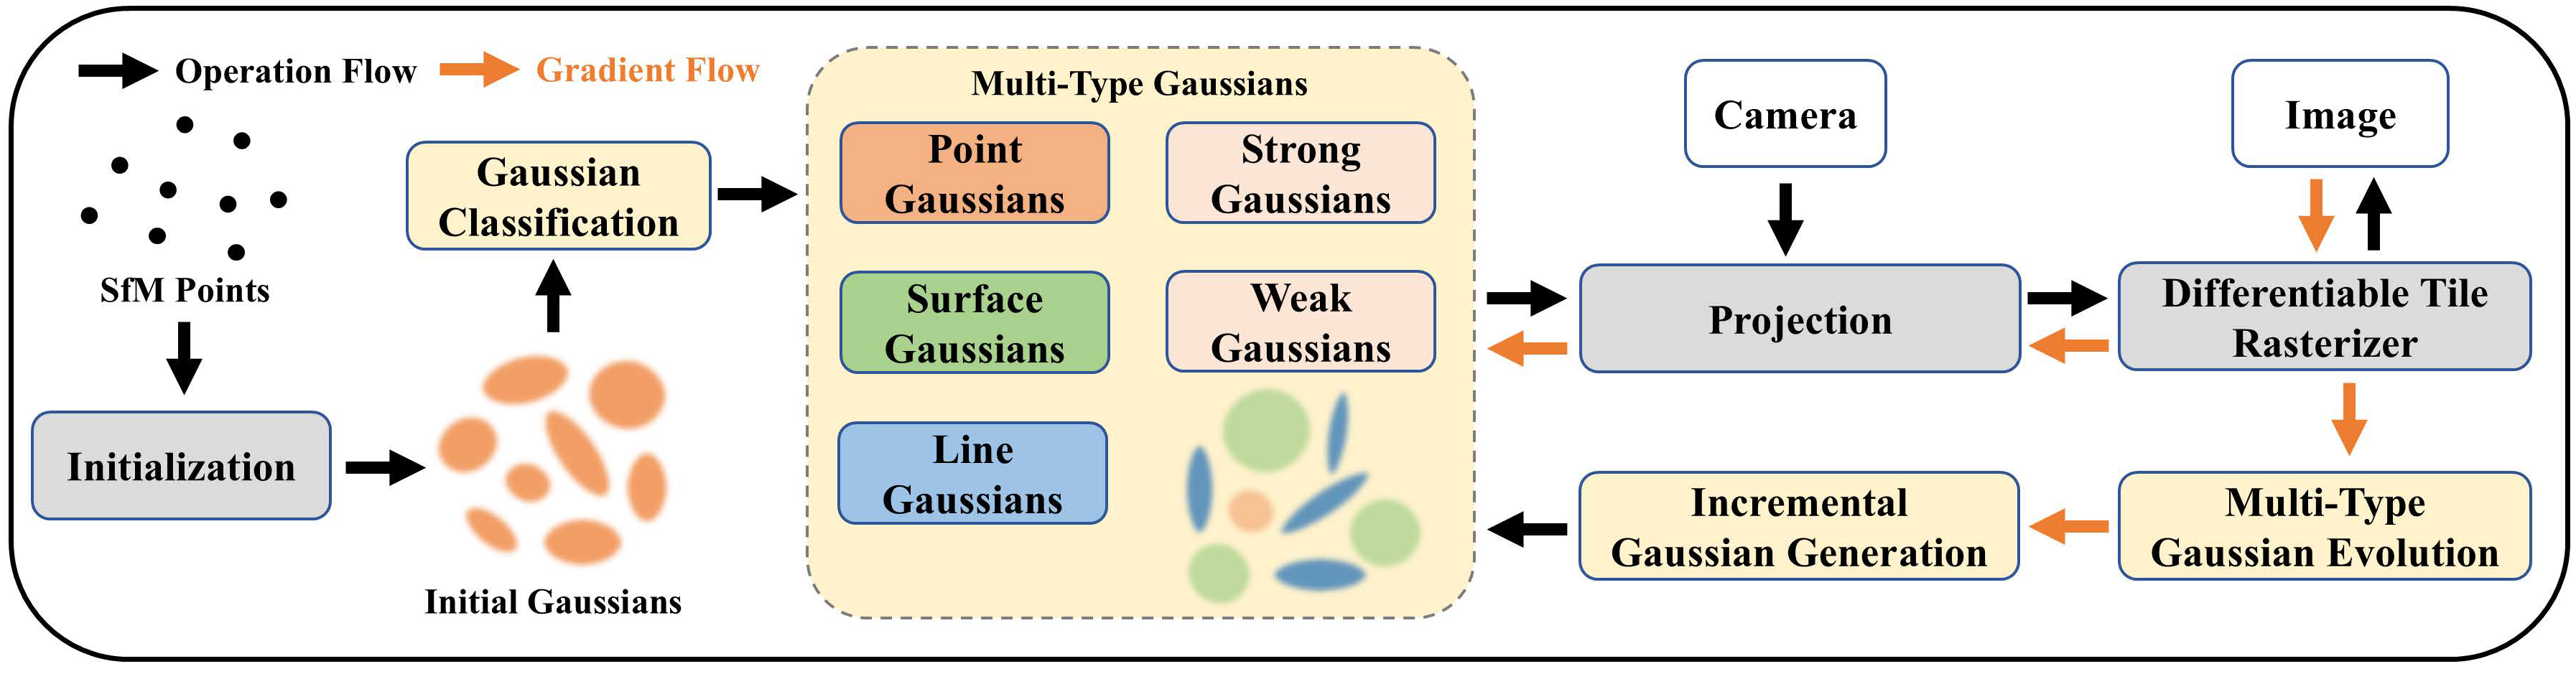 Operation Flow
Gradient Flow
SfM Points
Initialization
Gaussian
Classification
Initial Gaussians
Multi-Type Gaussians
Point
Gaussians
Strong
Gaussians
Surface
Gaussians
Weak
Gaussians
Line
Gaussians
Camera
Image
Projection
Differentiable Tile
Rasterizer
Incremental
Gaussian Generation
Multi-Type
Gaussian Evolution